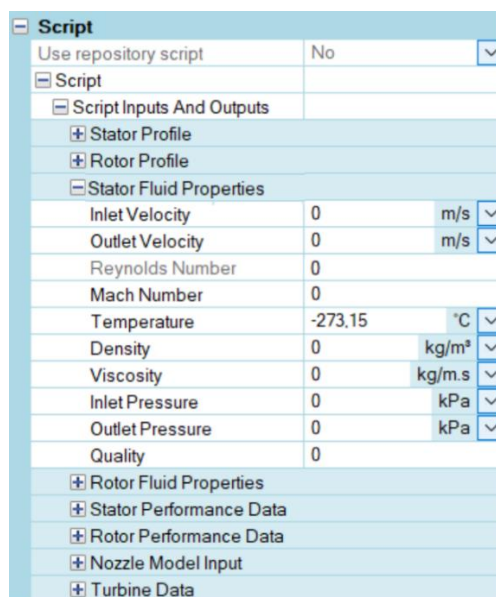 Script
Use repository script No
Script
Script Inputs And Outputs
Stator Profile
Rotor Profile
Stator Fluid Properties
Inlet Velocity 0 m/s
Outlet Velocity 0 m/s
Reynolds Number 0
Mach Number 0
Temperature -273,15 °C
Density 0 kg/m³
Viscosity 0 kg/m.s
Inlet Pressure 0 kPa
Outlet Pressure 0 kPa
Quality 0
Rotor Fluid Properties
Stator Performance Data
Rotor Performance Data
Nozzle Model Input
Turbine Data